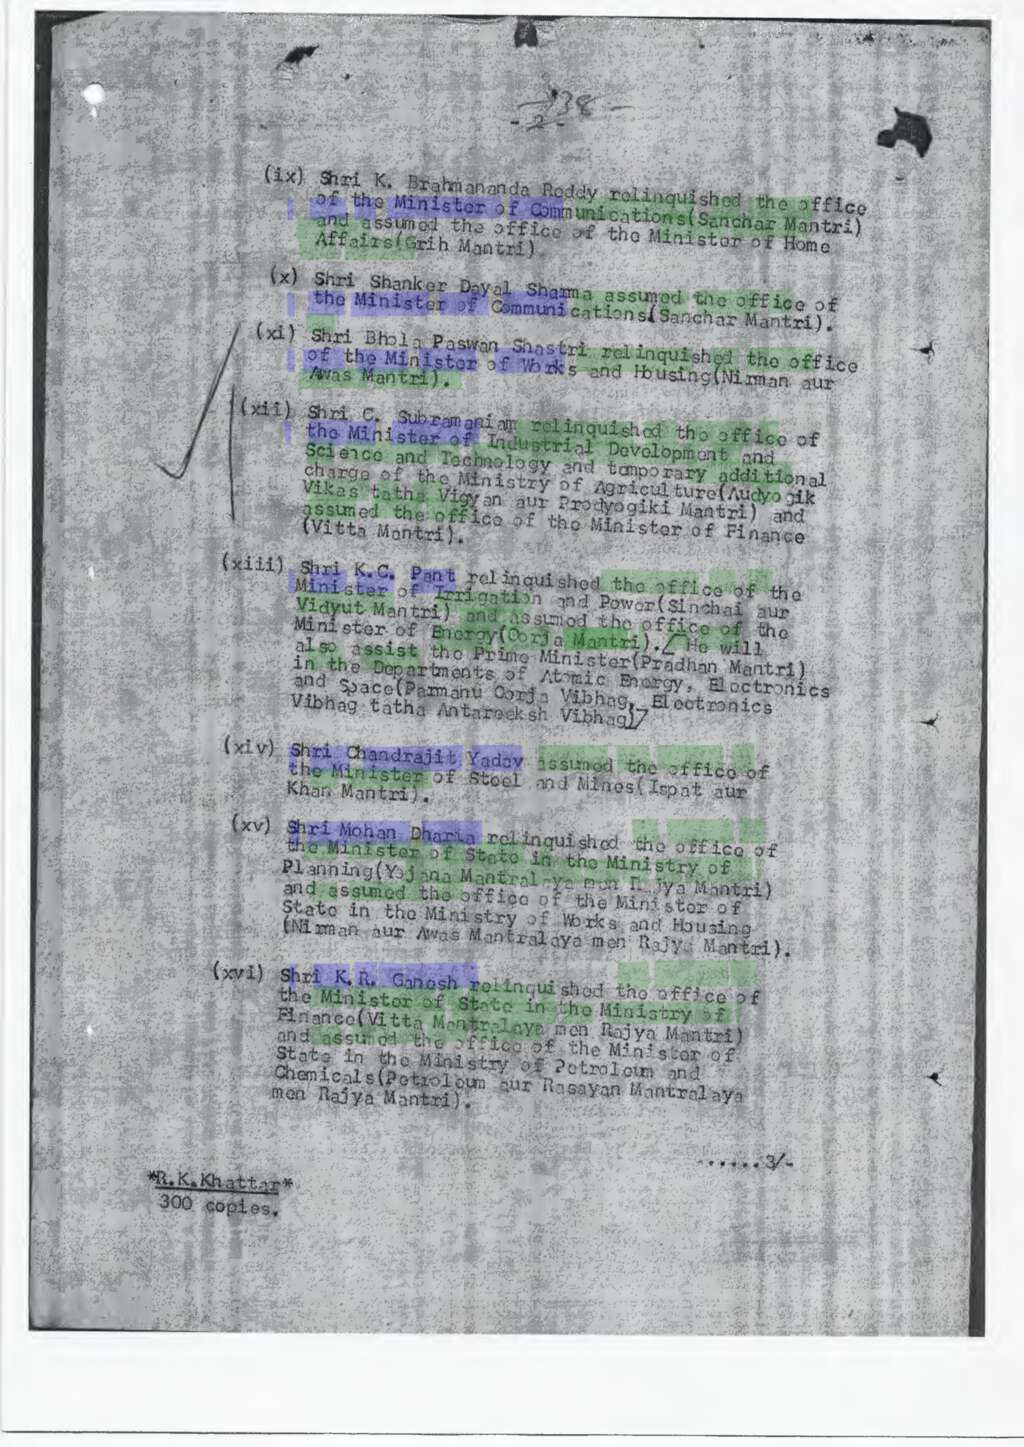 138 -
- 2 -
(ix) Shri K. Brahmananda Reddy relinquished the office
of the Minister of Communications(Sanchar Mantri)
and assumed the office of the Minister of Home
Affairs(Grih Mantri)
(x) Shri Shanker Dayal Sharma assumed the office of
the Minister of Communications(Sanchar Mantri).
(xi) Shri Bhola Paswan Shastri relinquished the office
of the Minister of Works and Housing(Nirman aur
Awas Mantri).
(xii) Shri C. Subramaniam relinquished the office of
the Minister of Industrial Development and
Science and Technology and temporary additional
charge of the Ministry of Agriculture(Audyogik
Vikas tatha Vigyan aur Prodyogiki Mantri) and
assumed the office of the Minister of Finance
(Vitta Mantri).
(xiii) Shri K.C. Pant relinquished the office of the
Minister of Irrigation and Power(Sinchai aur
Vidyut Mantri) and assumed the office of the
Minister of Energy(Oorja Mantri). [He will
also assist the Prime Minister(Pradhan Mantri)
in the Departments of Atomic Energy, Electronics
and Space(Parmanu Oorja Vibhag, Electronics
Vibhag tatha Antareeksh Vibhag)]
(xiv) Shri Chandrajit Yadav assumed the office of
the Minister of Steel and Mines(Ispat aur
Khan Mantri).
(xv) Shri Mohan Dharia relinquished the office of
the Minister of State in the Ministry of
Planning(Yojana Mantralaya men Rajya Mantri)
and assumed the office of the Minister of
State in the Ministry of Works and Housing
(Nirman aur Awas Mantralaya men Rajya Mantri).
(xvi) Shri K.R. Ganesh relinquished the office of
the Minister of State in the Ministry of
Finance(Vitta Mantralaya men Rajya Mantri)
and assumed the office of the Minister of
State in the Ministry of Petroleum and
Chemicals(Petroleum aur Rasayan Mantralaya
men Rajya Mantri).
......3/-
*R.K.Khattar*
300 copies.